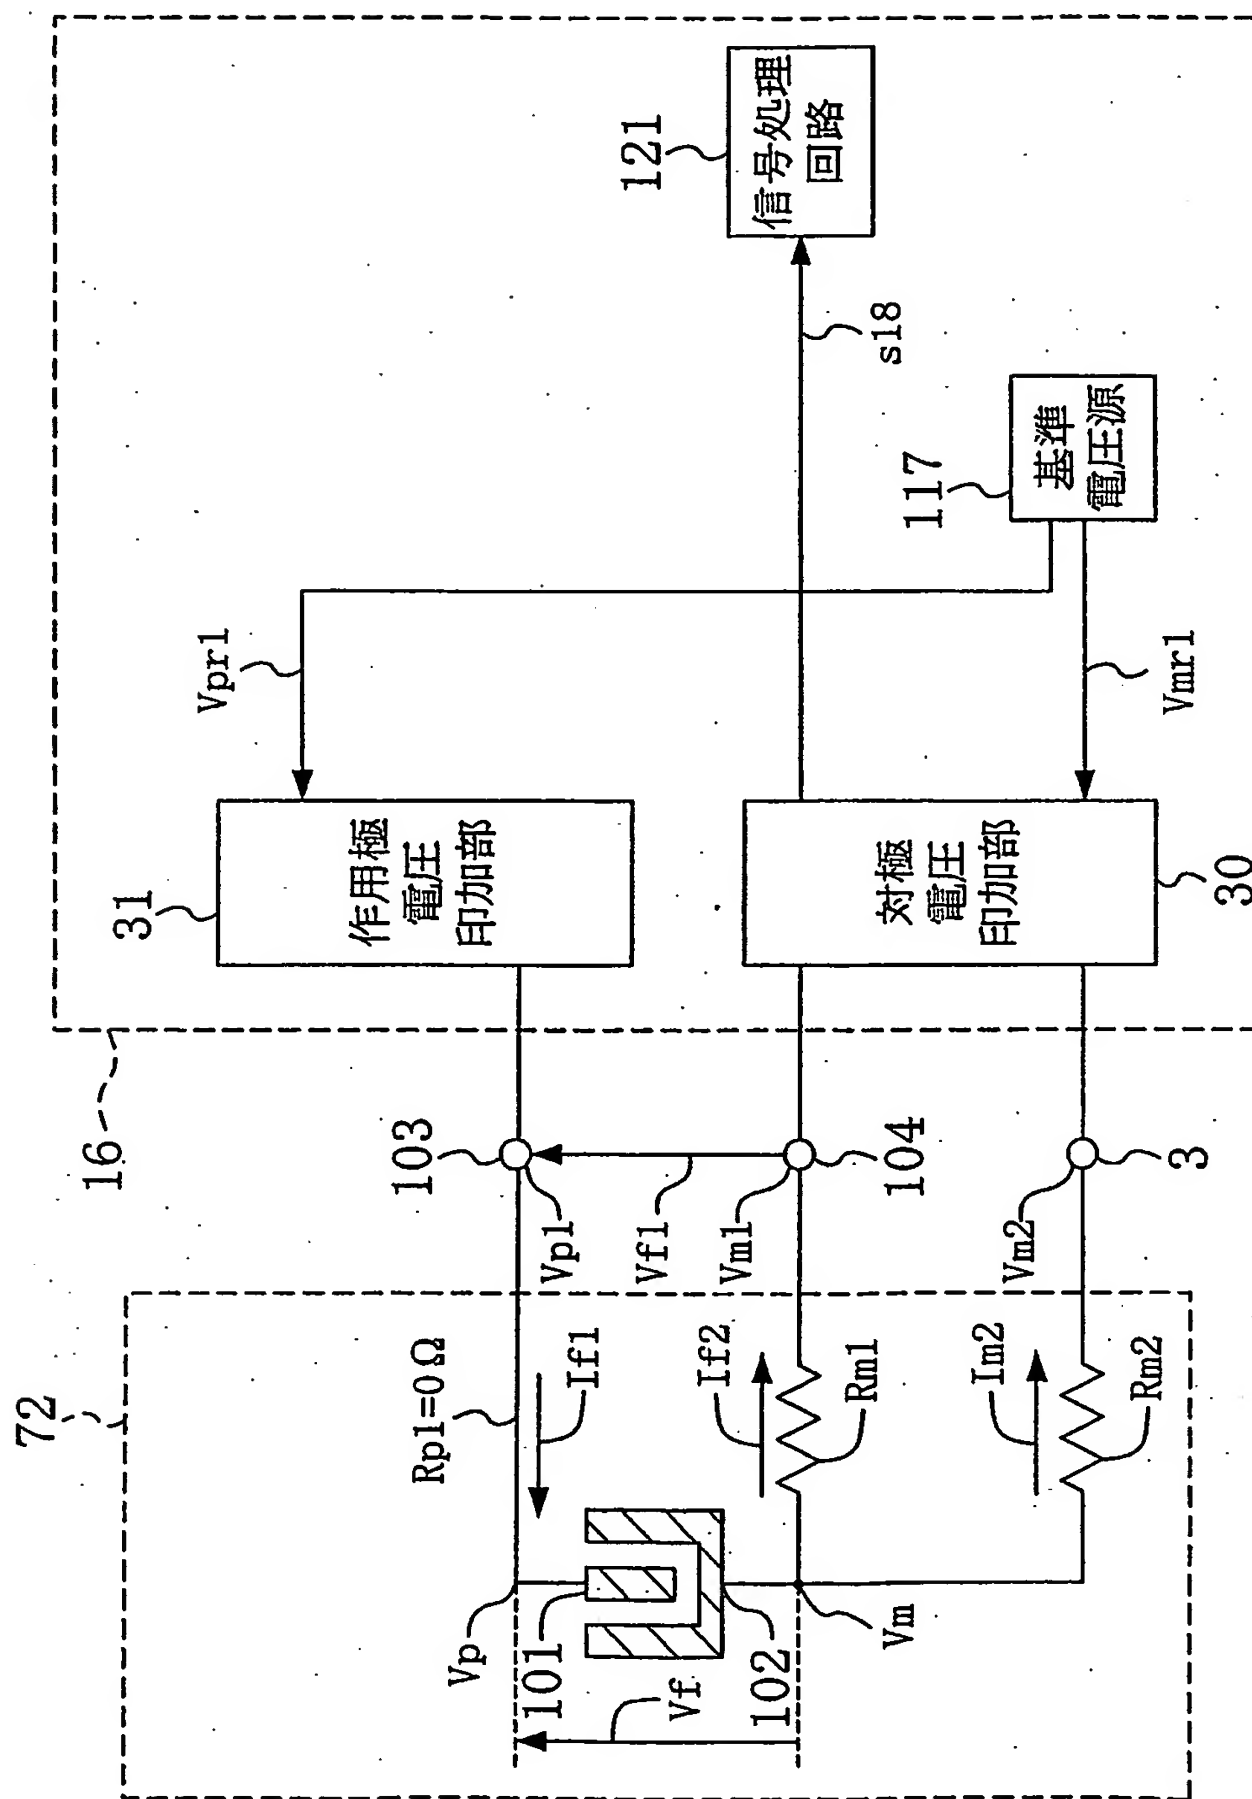 72
16
Vp
101
Vf
102
Vm
Rp1=0Ω
If1
If2
Rm1
Im2
Rm2
103
Vp1
Vf1
Vm1
104
Vm2
3
31
作用極
電圧
印加部
対極
電圧
印加部
30
Vpr1
Vmr1
117
基準
電圧源
s18
121
信号処理
回路